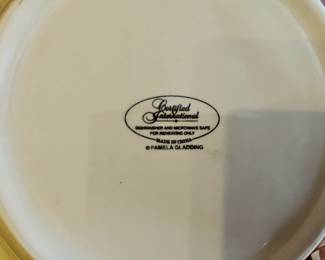 Certified
International
DISHWASHER AND MICROWAVE SAFE
FOR REHEATING ONLY
MADE IN CHINA
© PAMELA GLADDING